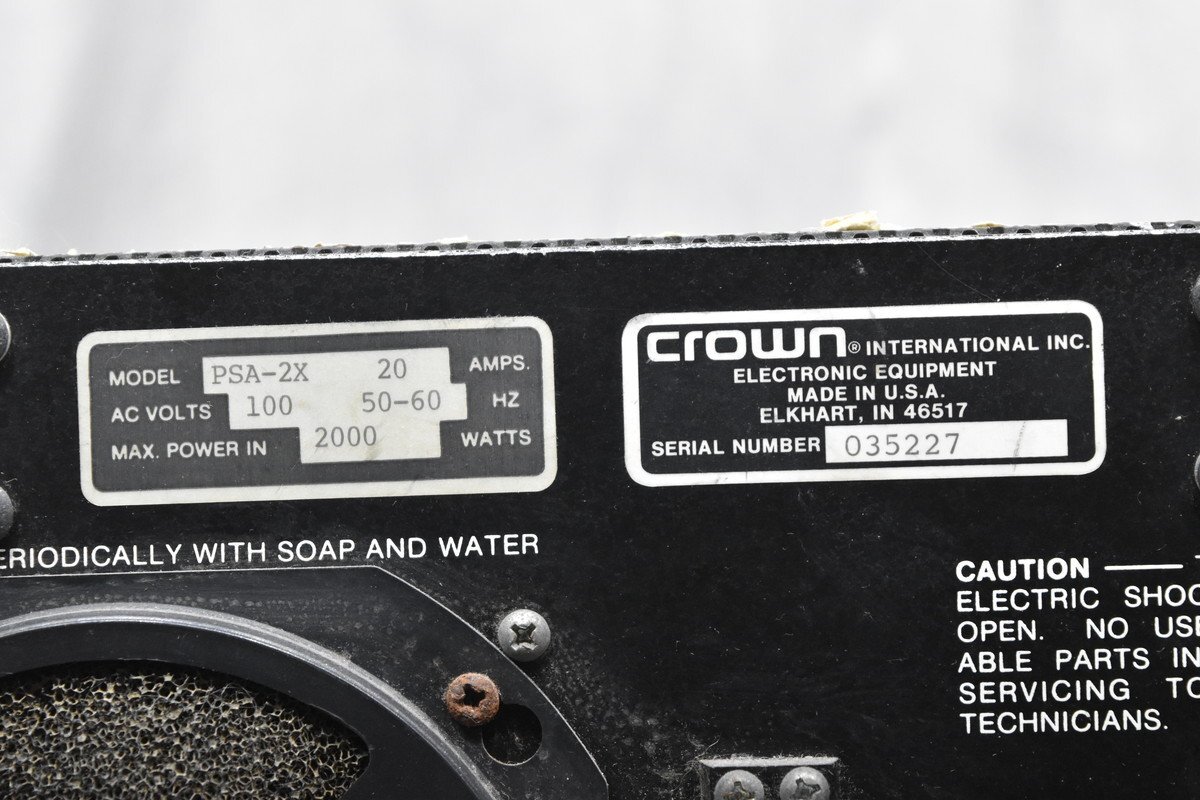 MODEL PSA-2X 20 AMPS.
AC VOLTS 100 50-60 HZ
MAX. POWER IN 2000 WATTS
crown® INTERNATIONAL INC.
ELECTRONIC EQUIPMENT
MADE IN U.S.A.
ELKHART, IN 46517
SERIAL NUMBER 035227
ERIODICALLY WITH SOAP AND WATER
CAUTION —
ELECTRIC SHOC
OPEN. NO USE
ABLE PARTS IN
SERVICING TO
TECHNICIANS.